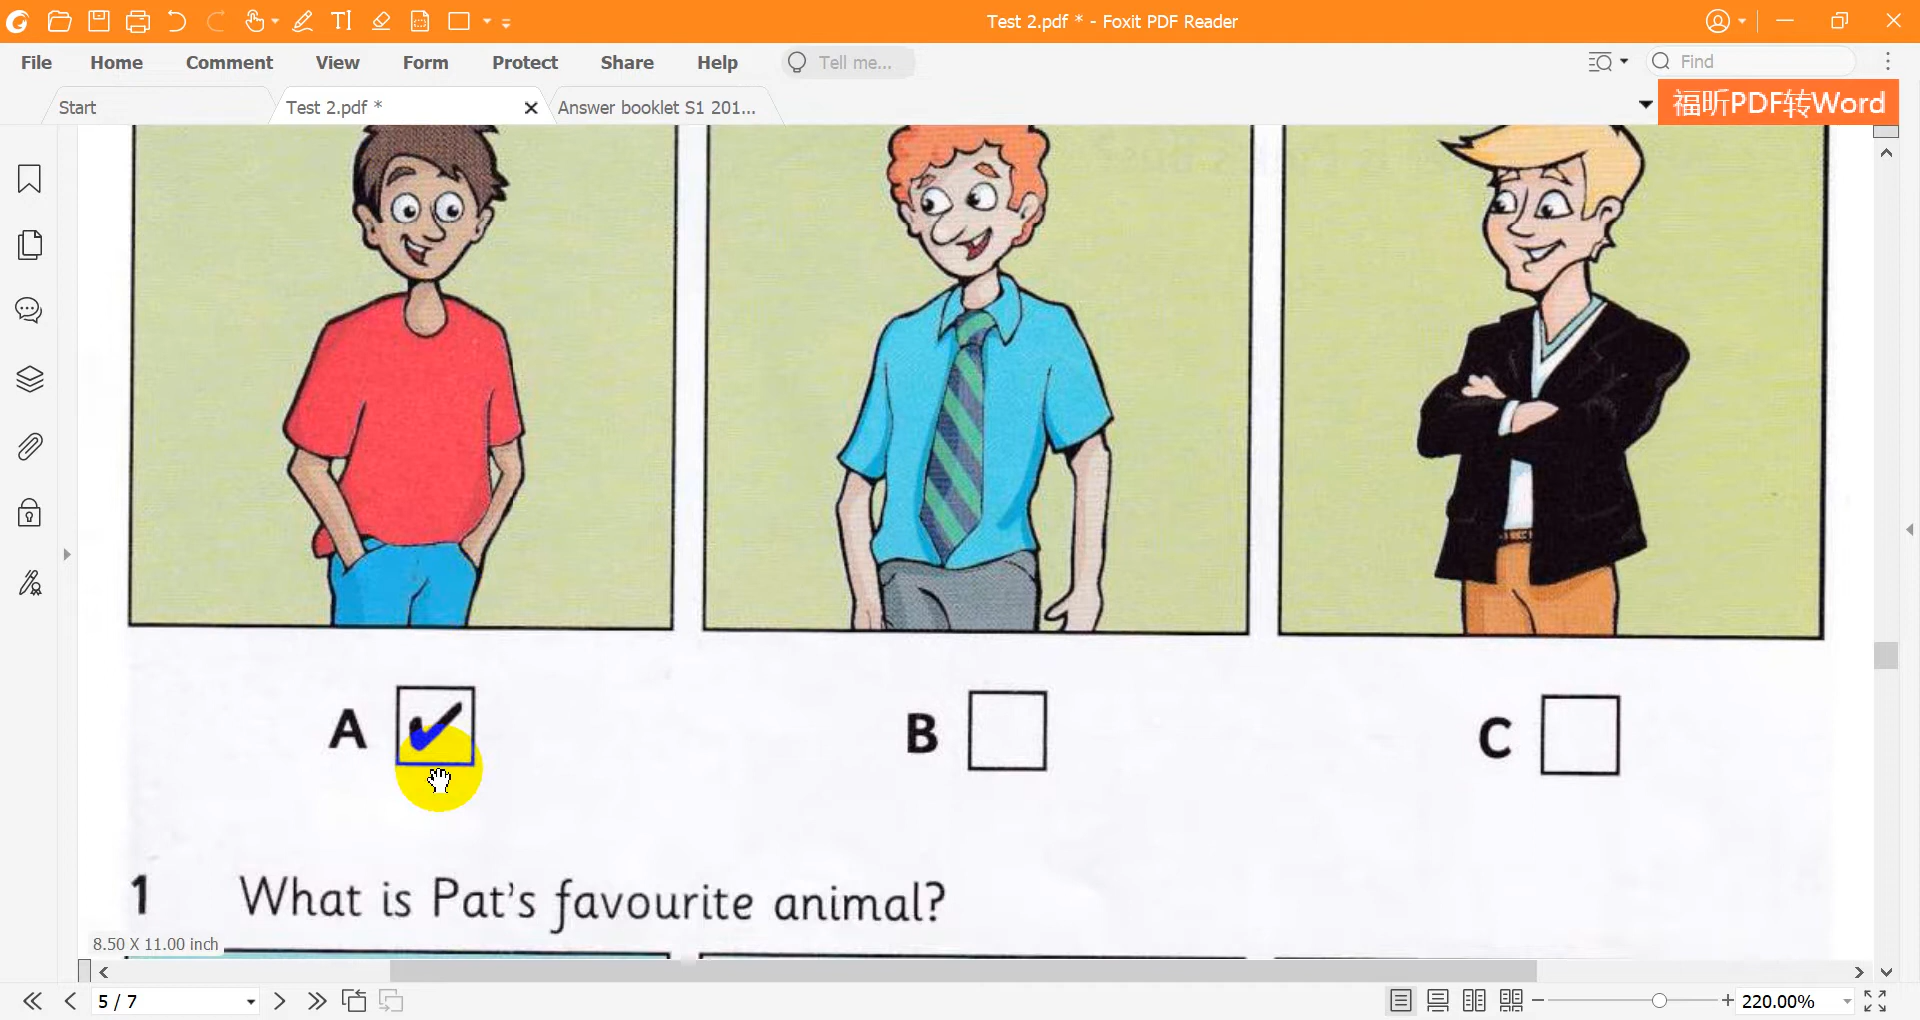 Test 2.pdf * - Foxit PDF Reader
File Home Comment View Form Protect Share Help Tell me... Find
Start Test 2.pdf * Answer booklet S1 201... 福昕PDF转Word
A B C
1 What is Pat's favourite animal?
8.50 X 11.00 inch
5 / 7 220.00%